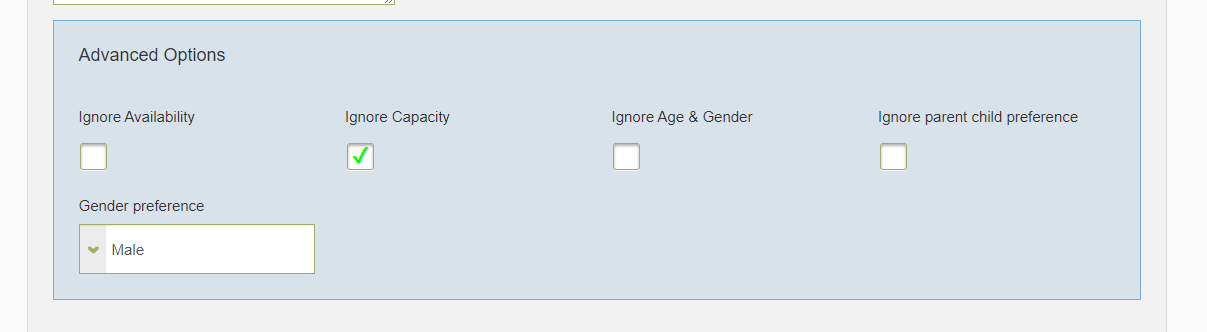 Advanced Options
Ignore Availability
Ignore Capacity
Ignore Age & Gender
Ignore parent child preference
Gender preference
Male